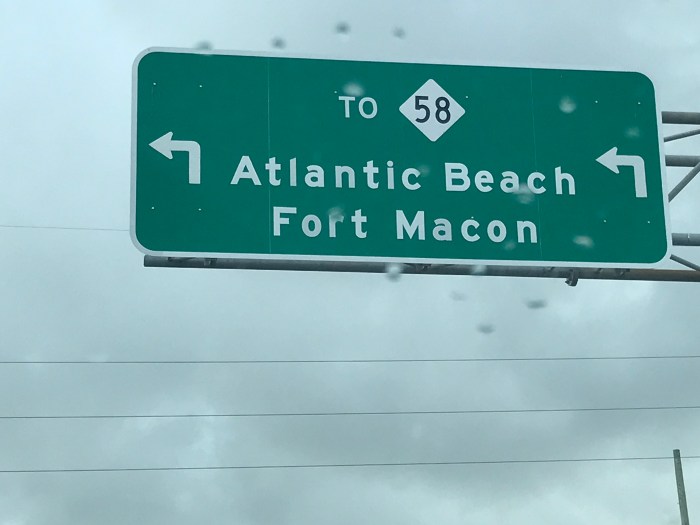 TO 58
Atlantic Beach
Fort Macon